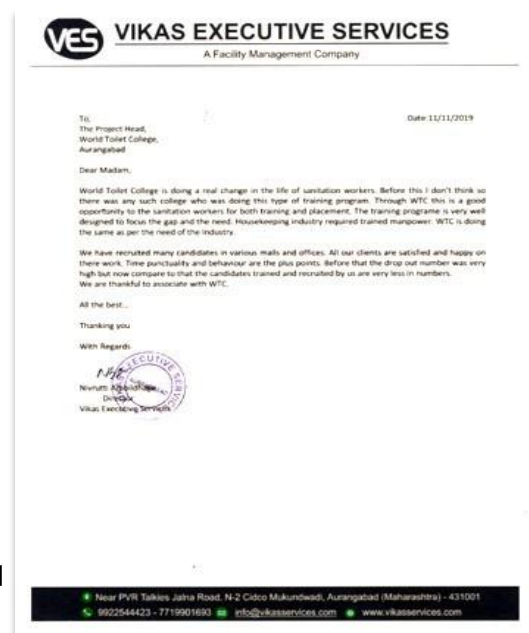 VES VIKAS EXECUTIVE SERVICES
A Facility Management Company
To, Date:11/11/2019
The Project Head,
World Toilet College,
Aurangabad
Dear Madam,
World Toilet College is doing a real change in the life of sanitation workers. Before this I don't think so
there was any such college who was doing this type of training program. Through WTC this is a good
opportunity to the sanitation workers for both training and placement. The training programe is very well
designed to focus the gap and the need. Housekeeping industry required trained manpower. WTC is doing
the same as per the need of the Industry.
We have recruited many candidates in various malls and offices. All our clients are satisfied and happy on
there work. Time punctuality and behaviour are the plus points. Before that the drop out number was very
high but now compare to that the candidates trained and recruited by us are very less in numbers.
We are thankful to associate with WTC.
All the best...
Thanking you
With Regards
Nivrutti
Director
Vikas Executive Services
Near PVR Talkies Jalna Road, N-2 Cidco Mukundwadi, Aurangabad (Maharashtra) - 431001
9922544423 - 7719901693 info@vikasservices.com www.vikasservices.com